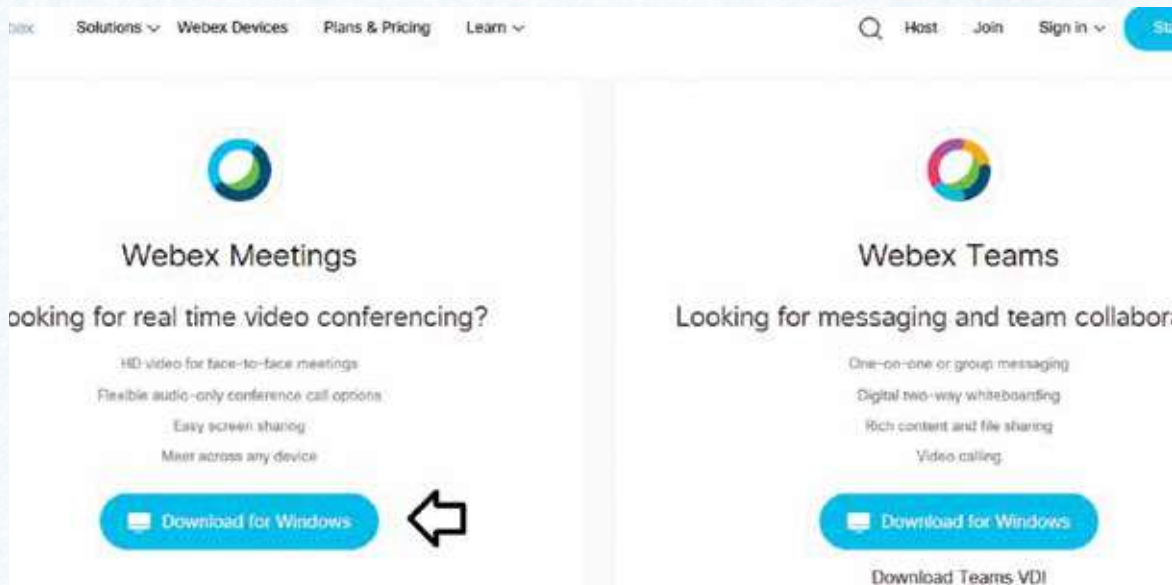 Solutions
Webex Devices
Plans & Pricing
Learn
Host
Join
Sign in
Webex Meetings
ooking for real time video conferencing?
HD video for face-to-face meetings
Flexible audio-only conference call options
Easy screen sharing
Meet across any device
Download for Windows
Webex Teams
Looking for messaging and team collabora
One-on-one or group messaging
Digital two-way whiteboarding
Rich content and file sharing
Video calling
Download for Windows
Download Teams VDI